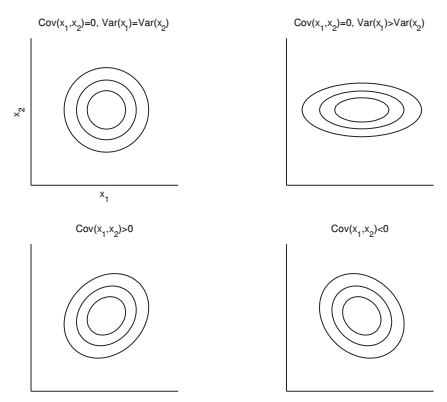 Cov(x₁,x₂)=0, Var(x₁)=Var(x₂)
Cov(x₁,x₂)=0, Var(x₁)>Var(x₂)
x₂
x₁
Cov(x₁,x₂)>0
Cov(x₁,x₂)<0